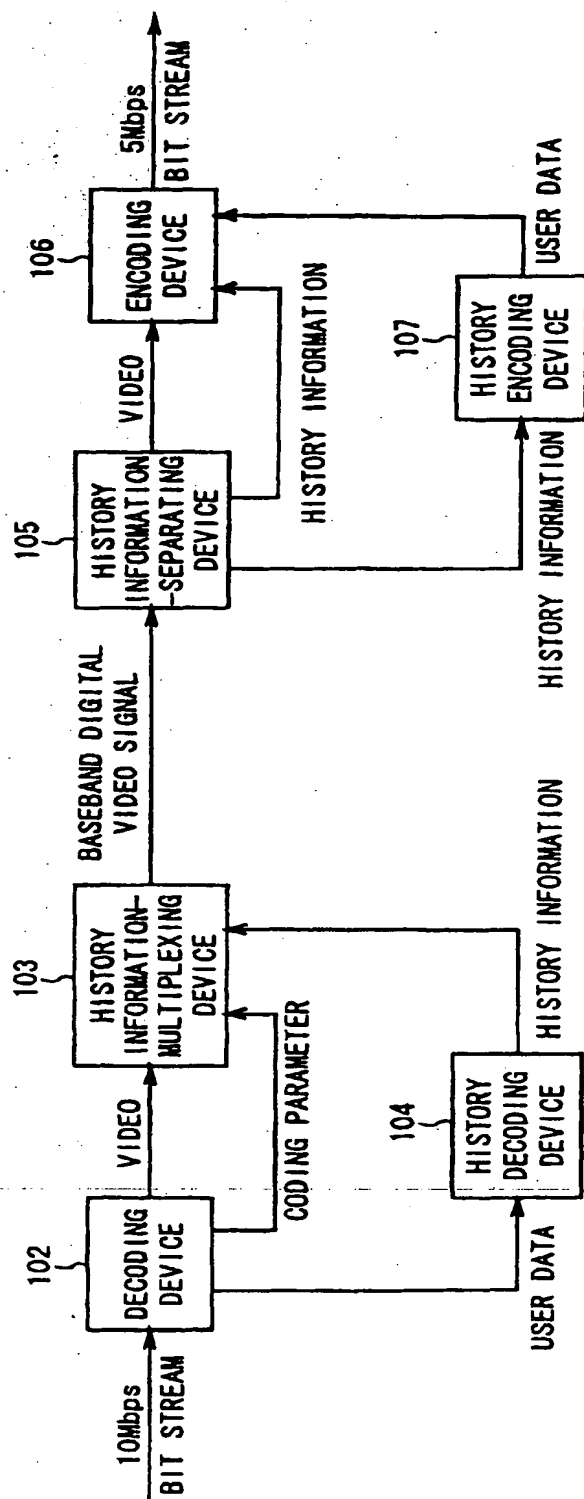 10Mbps
BIT STREAM
102
DECODING
DEVICE
VIDEO
CODING PARAMETER
USER DATA
104
HISTORY
DECODING
DEVICE
HISTORY INFORMATION
103
HISTORY
INFORMATION-
MULTIPLEXING
DEVICE
BASEBAND DIGITAL
VIDEO SIGNAL
105
HISTORY
INFORMATION
-SEPARATING
DEVICE
VIDEO
HISTORY INFORMATION
HISTORY INFORMATION
107
HISTORY
ENCODING
DEVICE
USER DATA
106
ENCODING
DEVICE
5Mbps
BIT STREAM